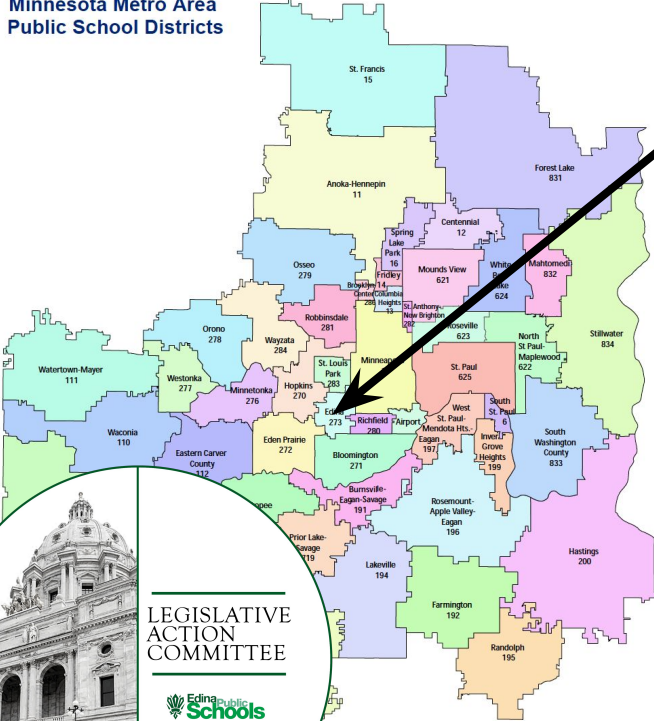 Minnesota Metro Area
Public School Districts
St. Francis
15
Forest Lake
831
Anoka-Hennepin
11
Centennial
12
Spring
Lake
Park
16
Fridley
14
Mounds View
621
White
624
Mahtomedi
832
Osseo
279
Brooklyn
Center
286
Columbia
Heights
13
St. Anthony-
New Brighton
282
Robbinsdale
281
Orono
278
Wayzata
284
Roseville
623
North
St Paul-
Maplewood
622
Stillwater
834
Watertown-Mayer
111
Westonka
277
Minnetonka
276
Hopkins
270
St. Louis
Park
283
St. Paul
625
273
Richfield
280
Airport
West
St. Paul-
Mendota Hts.-
Eagan
197
South
St. Paul
6
Inver
Grove
Heights
199
South
Washington
County
833
Waconia
110
Eastern Carver
County
112
Eden Prairie
272
Bloomington
271
Burnsville-
Eagan-Savage
191
Rosemount-
Apple Valley-
Eagan
196
Hastings
200
opee
Prior Lake-
Savage
719
Lakeville
194
Farmington
192
Randolph
195
LEGISLATIVE
ACTION
COMMITTEE
Edina Public
Schools